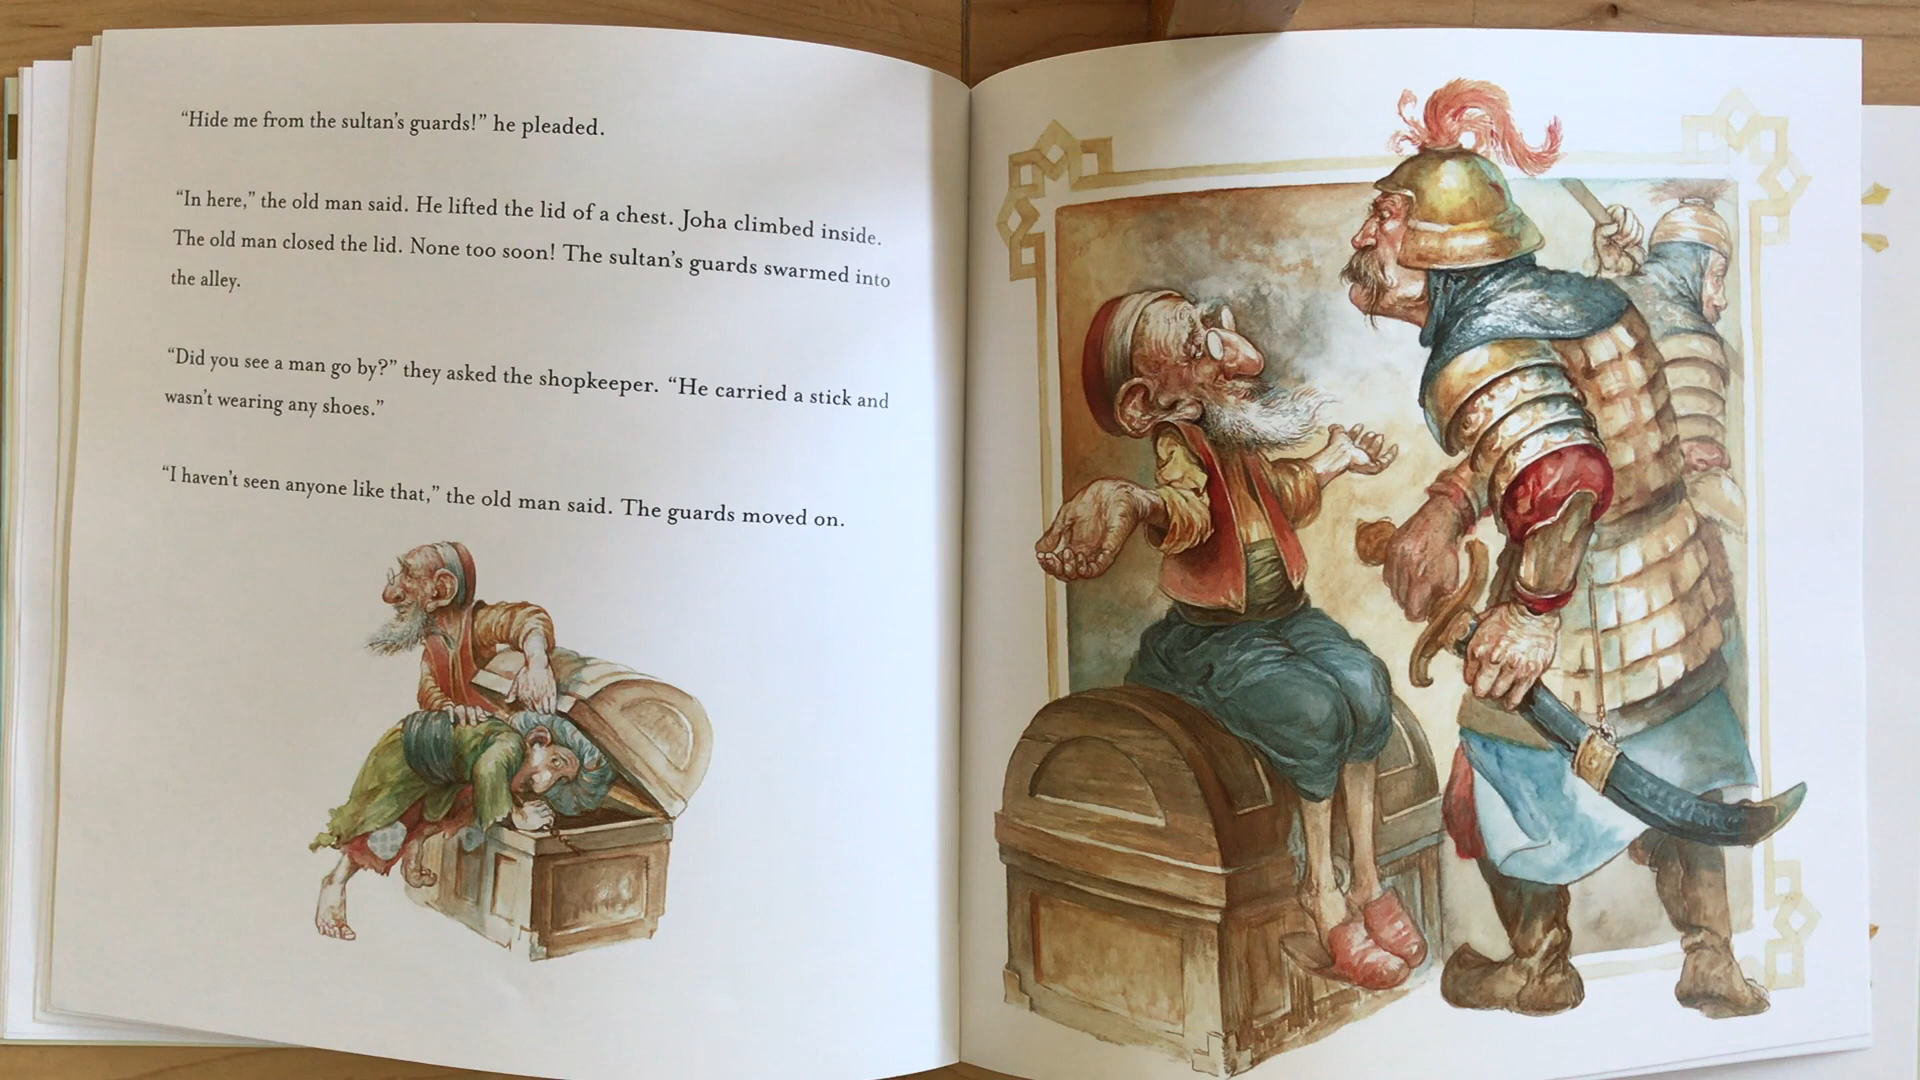 “Hide me from the sultan’s guards!” he pleaded.
“In here,” the old man said. He lifted the lid of a chest. Joha climbed inside.
The old man closed the lid. None too soon! The sultan’s guards swarmed into
the alley.
“Did you see a man go by?” they asked the shopkeeper. “He carried a stick and
wasn’t wearing any shoes.”
“I haven’t seen anyone like that,” the old man said. The guards moved on.